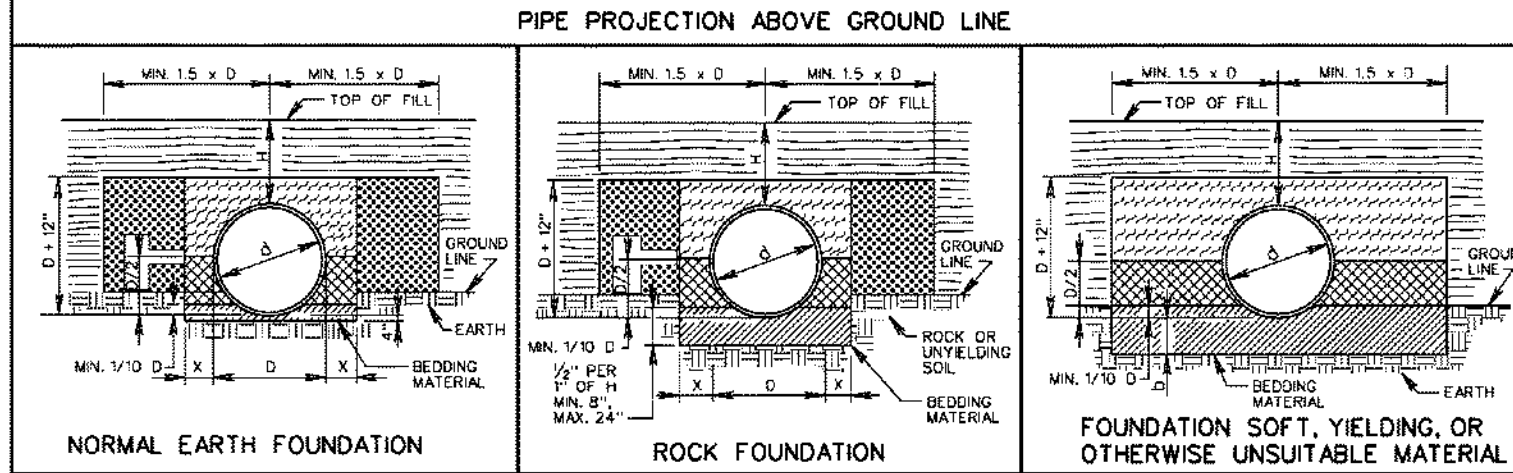 PIPE PROJECTION ABOVE GROUND LINE
MIN. 1.5 x D
MIN. 1.5 x D
TOP OF FILL
H
D + 12"
D/2
d
GROUND
LINE
EARTH
4"
MIN. 1/10 D
X
D
X
BEDDING
MATERIAL
NORMAL EARTH FOUNDATION
MIN. 1.5 x D
MIN. 1.5 x D
TOP OF FILL
H
D + 12"
D/2
d
GROUND
LINE
MIN. 1/10 D
ROCK OR
UNYIELDING
SOIL
1/2" PER
1" OF H
MIN. 8",
MAX. 24"
X
D
X
BEDDING
MATERIAL
ROCK FOUNDATION
MIN. 1.5 x D
MIN. 1.5 x D
TOP OF FILL
H
D + 12"
D/2
d
LINE
MIN. 1/10 D
BEDDING
MATERIAL
EARTH
FOUNDATION SOFT, YIELDING, OR
OTHERWISE UNSUITABLE MATERIAL